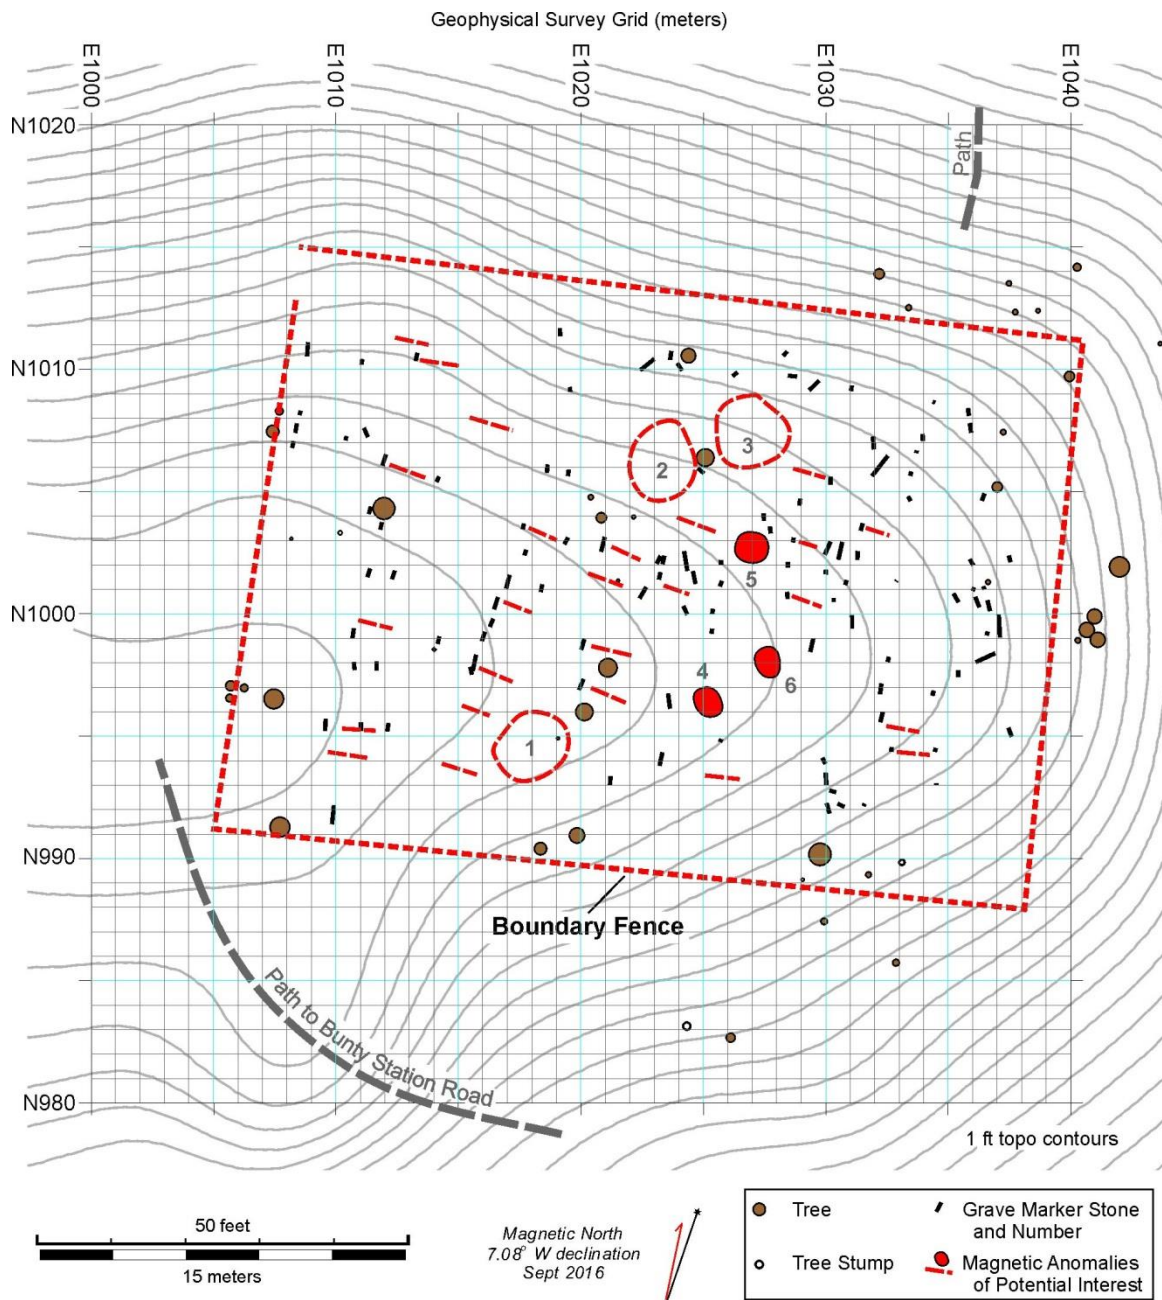 Geophysical Survey Grid (meters)
E1000
E1010
E1020
E1030
E1040
N1020
Path
N1010
3
2
5
N1000
4
6
1
N990
Boundary Fence
Path to Bunty Station Road
N980
1 ft topo contours
50 feet
15 meters
Magnetic North
7.08° W declination
Sept 2016
Tree
Grave Marker Stone
and Number
Tree Stump
Magnetic Anomalies
of Potential Interest